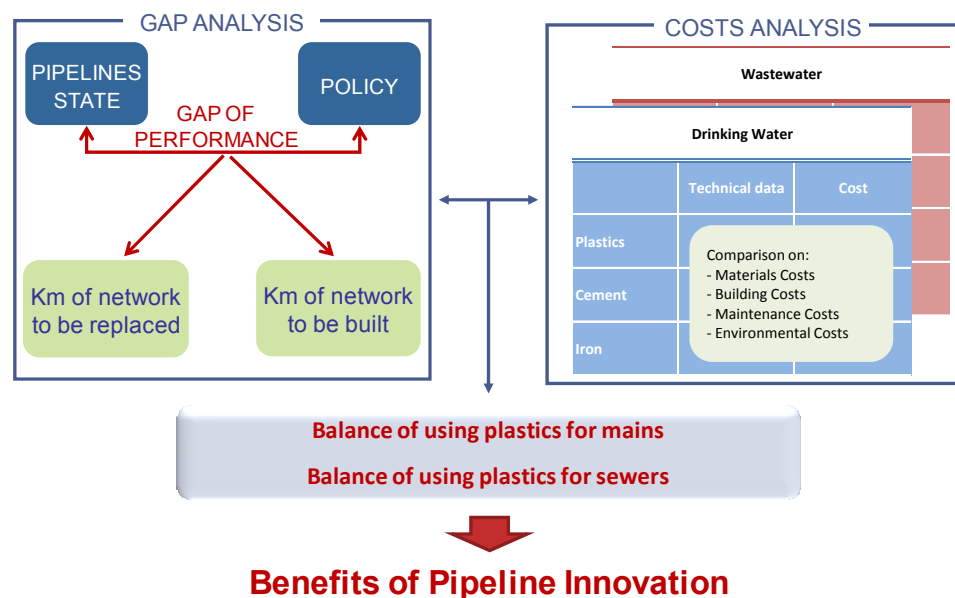 GAP ANALYSIS
PIPELINES
STATE
POLICY
GAP OF
PERFORMANCE
Km of network
to be replaced
Km of network
to be built
COSTS ANALYSIS
Wastewater
Drinking Water
Technical data Cost
Plastics
Cement
Iron
Comparison on:
- Materials Costs
- Building Costs
- Maintenance Costs
- Environmental Costs
Balance of using plastics for mains
Balance of using plastics for sewers
Benefits of Pipeline Innovation